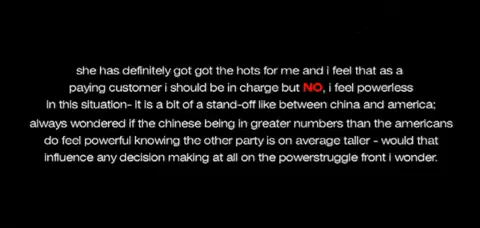 she has definitely got got the hots for me and i feel that as a
paying customer i should be in charge but NO, i feel powerless
in this situation- it is a bit of a stand-off like between china and america;
always wondered if the chinese being in greater numbers than the americans
do feel powerful knowing the other party is on average taller - would that
influence any decision making at all on the powerstruggle front i wonder.